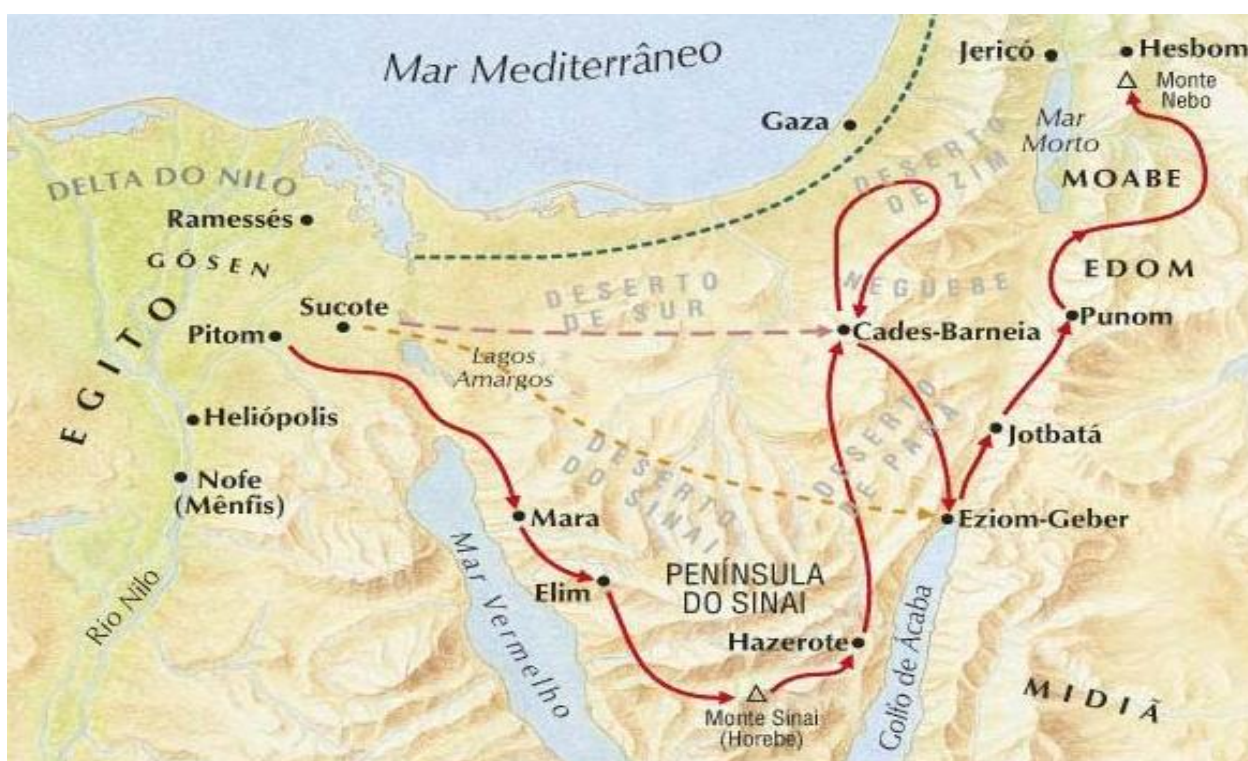 Mar Mediterrâneo
Jericó
Hesbom
Monte
Nebo
Gaza
Mar
Morto
DESERTO
DE ZIM
MOABE
DELTA DO NILO
Ramessés
GÓSEN
EDOM
NEGUEBE
DESERTO
DE SUR
Sucote
Pitom
Cades-Barneia
Punom
EGITO
Lagos
Amargos
Heliópolis
DESERTO
DE PARÃ
Jotbatá
DESERTO
DO SINAI
Nofe
(Mênfis)
Mara
Eziom-Geber
Mar Vermelho
PENÍNSULA
DO SINAI
Elim
Rio Nilo
Hazerote
Golfo de Ácaba
MIDIÃ
Monte Sinai
(Horebe)